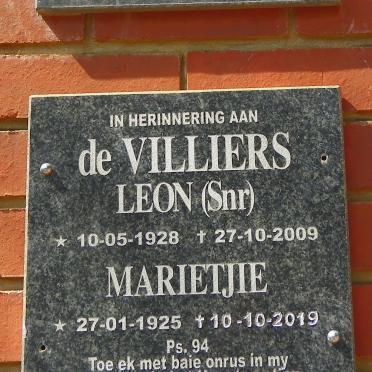 IN HERINNERING AAN
de VILLIERS
LEON (Snr)
★ 10-05-1928 † 27-10-2009
MARIETJIE
★ 27-01-1925 † 10-10-2019
Ps. 94
Toe ek met baie onrus in my